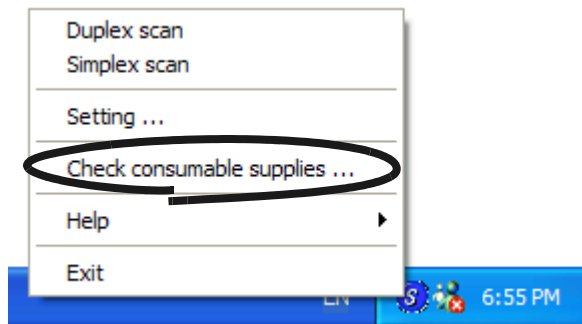 Duplex scan
Simplex scan
Setting ...
Check consumable supplies ...
Help
Exit
EN
S
6:55 PM